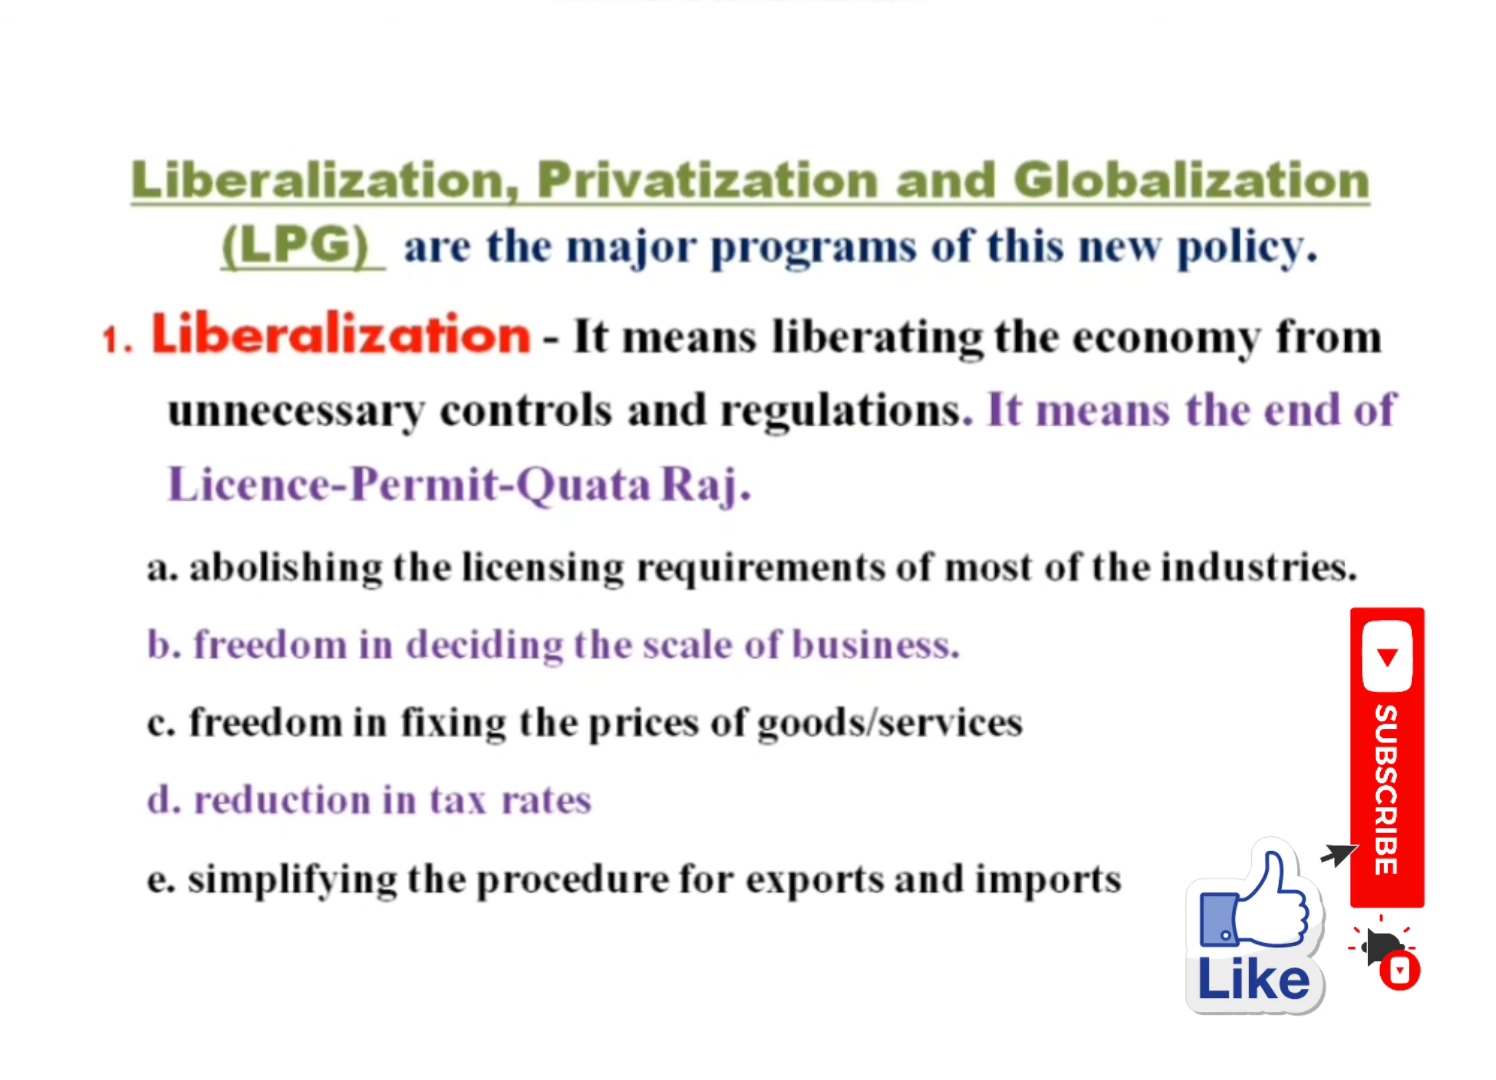 Liberalization, Privatization and Globalization
(LPG) are the major programs of this new policy.
1. Liberalization - It means liberating the economy from
unnecessary controls and regulations. It means the end of
Licence-Permit-Quata Raj.
a. abolishing the licensing requirements of most of the industries.
b. freedom in deciding the scale of business.
c. freedom in fixing the prices of goods/services
d. reduction in tax rates
e. simplifying the procedure for exports and imports
SUBSCRIBE
Like